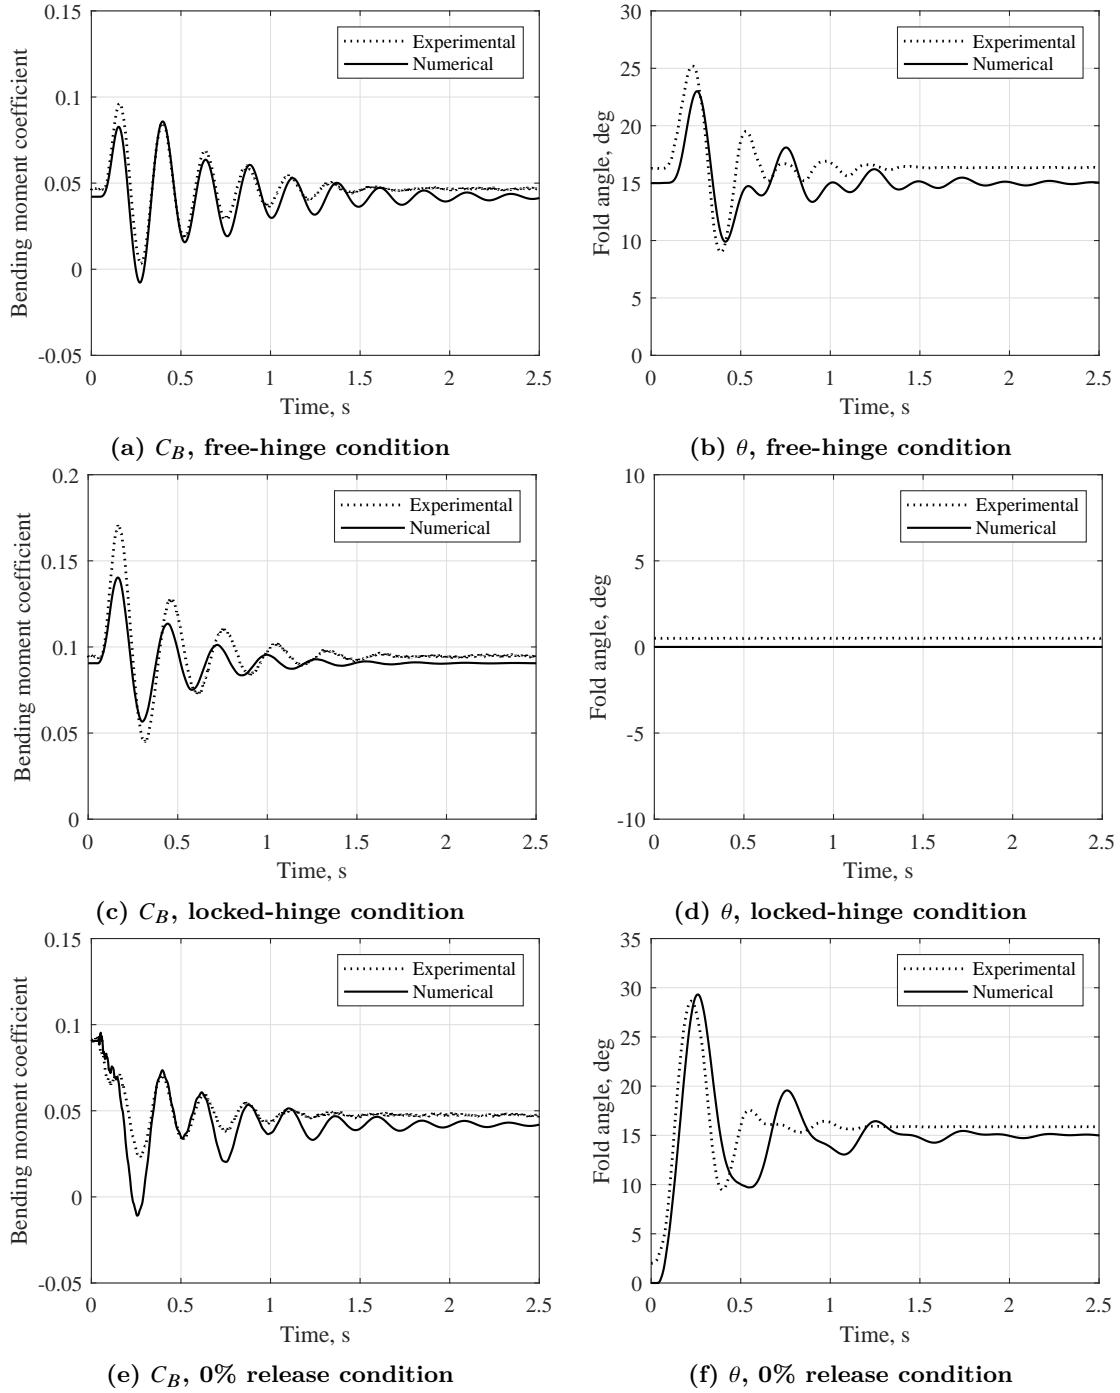 0.15
0.1
0.05
0
-0.05
Bending moment coefficient
Experimental
Numerical
0 0.5 1 1.5 2 2.5
Time, s
(a) C_B, free-hinge condition
30
25
20
15
10
5
0
Fold angle, deg
Experimental
Numerical
0 0.5 1 1.5 2 2.5
Time, s
(b) θ, free-hinge condition
0.2
0.15
0.1
0.05
0
Bending moment coefficient
Experimental
Numerical
0 0.5 1 1.5 2 2.5
Time, s
(c) C_B, locked-hinge condition
10
5
0
-5
-10
Fold angle, deg
Experimental
Numerical
0 0.5 1 1.5 2 2.5
Time, s
(d) θ, locked-hinge condition
0.15
0.1
0.05
0
-0.05
Bending moment coefficient
Experimental
Numerical
0 0.5 1 1.5 2 2.5
Time, s
(e) C_B, 0% release condition
35
30
25
20
15
10
5
0
Fold angle, deg
Experimental
Numerical
0 0.5 1 1.5 2 2.5
Time, s
(f) θ, 0% release condition